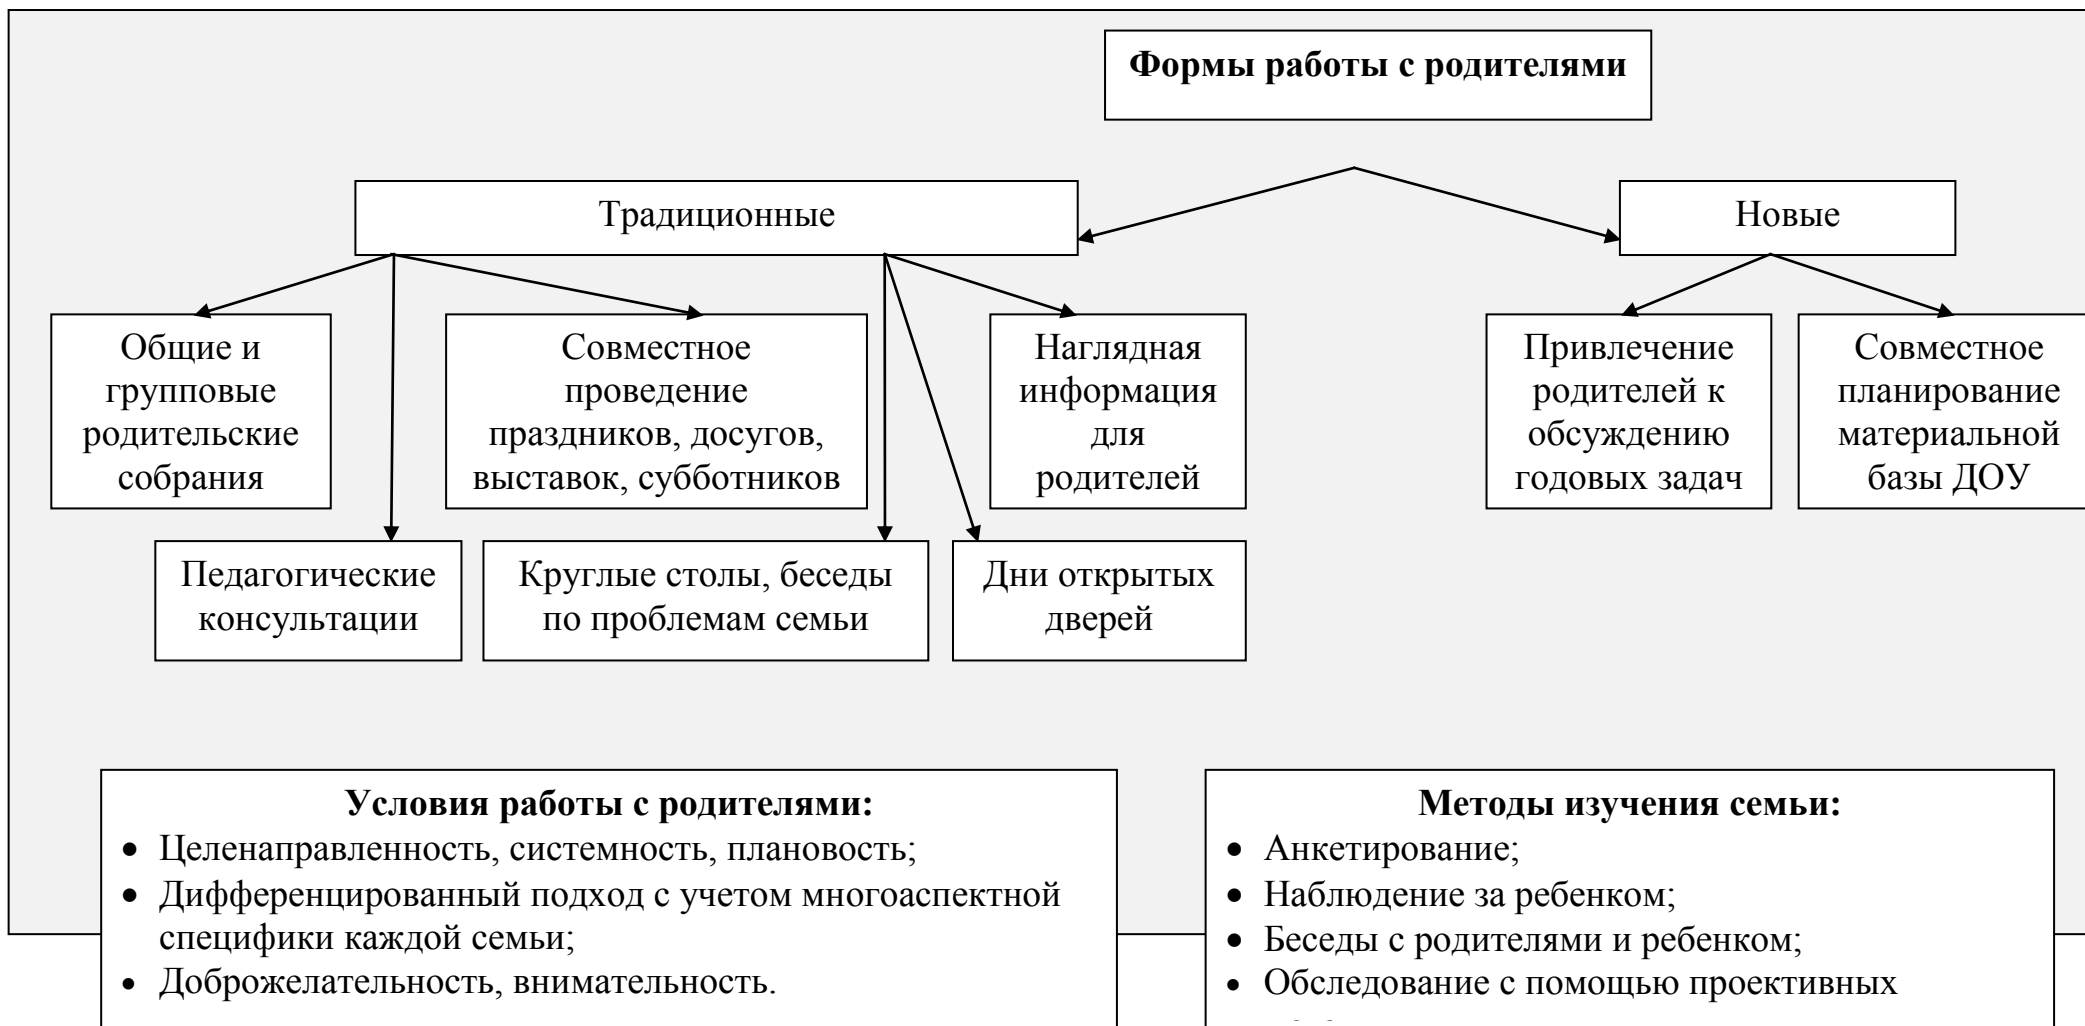 Формы работы с родителями
Традиционные
Новые
Общие и
групповые
родительские
собрания
Совместное
проведение
праздников, досугов,
выставок, субботников
Наглядная
информация
для
родителей
Привлечение
родителей к
обсуждению
годовых задач
Совместное
планирование
материальной
базы ДОУ
Педагогические
консультации
Круглые столы, беседы
по проблемам семьи
Дни открытых
дверей
Условия работы с родителями:
• Целенаправленность, системность, плановость;
• Дифференцированный подход с учетом многоаспектной
специфики каждой семьи;
• Доброжелательность, внимательность.
Методы изучения семьи:
• Анкетирование;
• Наблюдение за ребенком;
• Беседы с родителями и ребенком;
• Обследование с помощью проективных